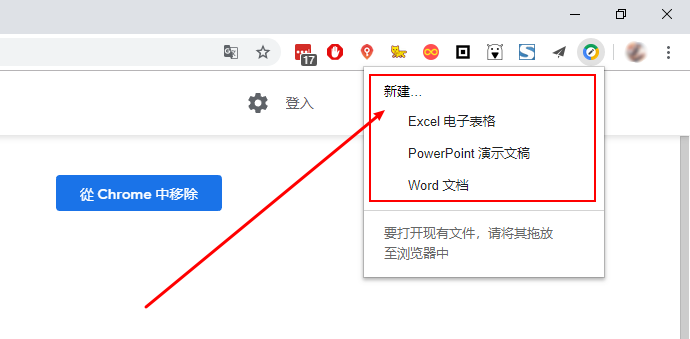 17
登入
新建...
Excel 电子表格
從 Chrome 中移除
PowerPoint 演示文稿
Word 文档
要打开现有文件，请将其拖放
至浏览器中